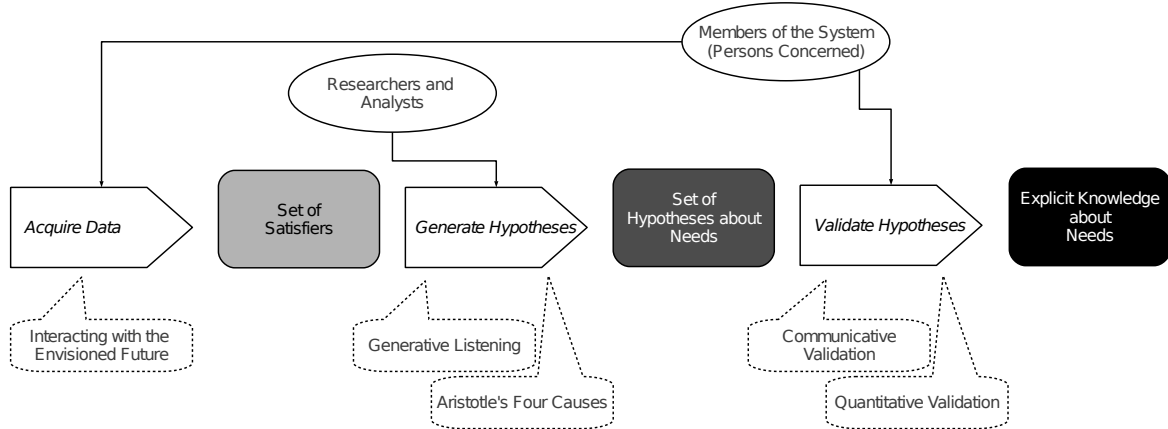 Members of the System
(Persons Concerned)
Researchers and
Analysts
Acquire Data
Set of
Satisfiers
Generate Hypotheses
Set of
Hypotheses about
Needs
Validate Hypotheses
Explicit Knowledge
about
Needs
Interacting with the
Envisioned Future
Generative Listening
Aristotle's Four Causes
Communicative
Validation
Quantitative Validation